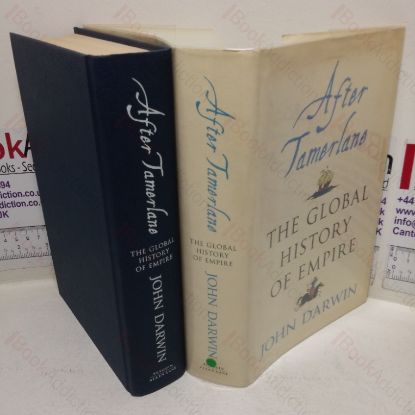 After Tamerlane
THE GLOBAL
HISTORY
OF EMPIRE
JOHN DARWIN
After Tamerlane
THE GLOBAL
HISTORY
OF EMPIRE
JOHN DARWIN
After
Tamerlane
THE GLOBAL
HISTORY
OF EMPIRE
JOHN DARWIN